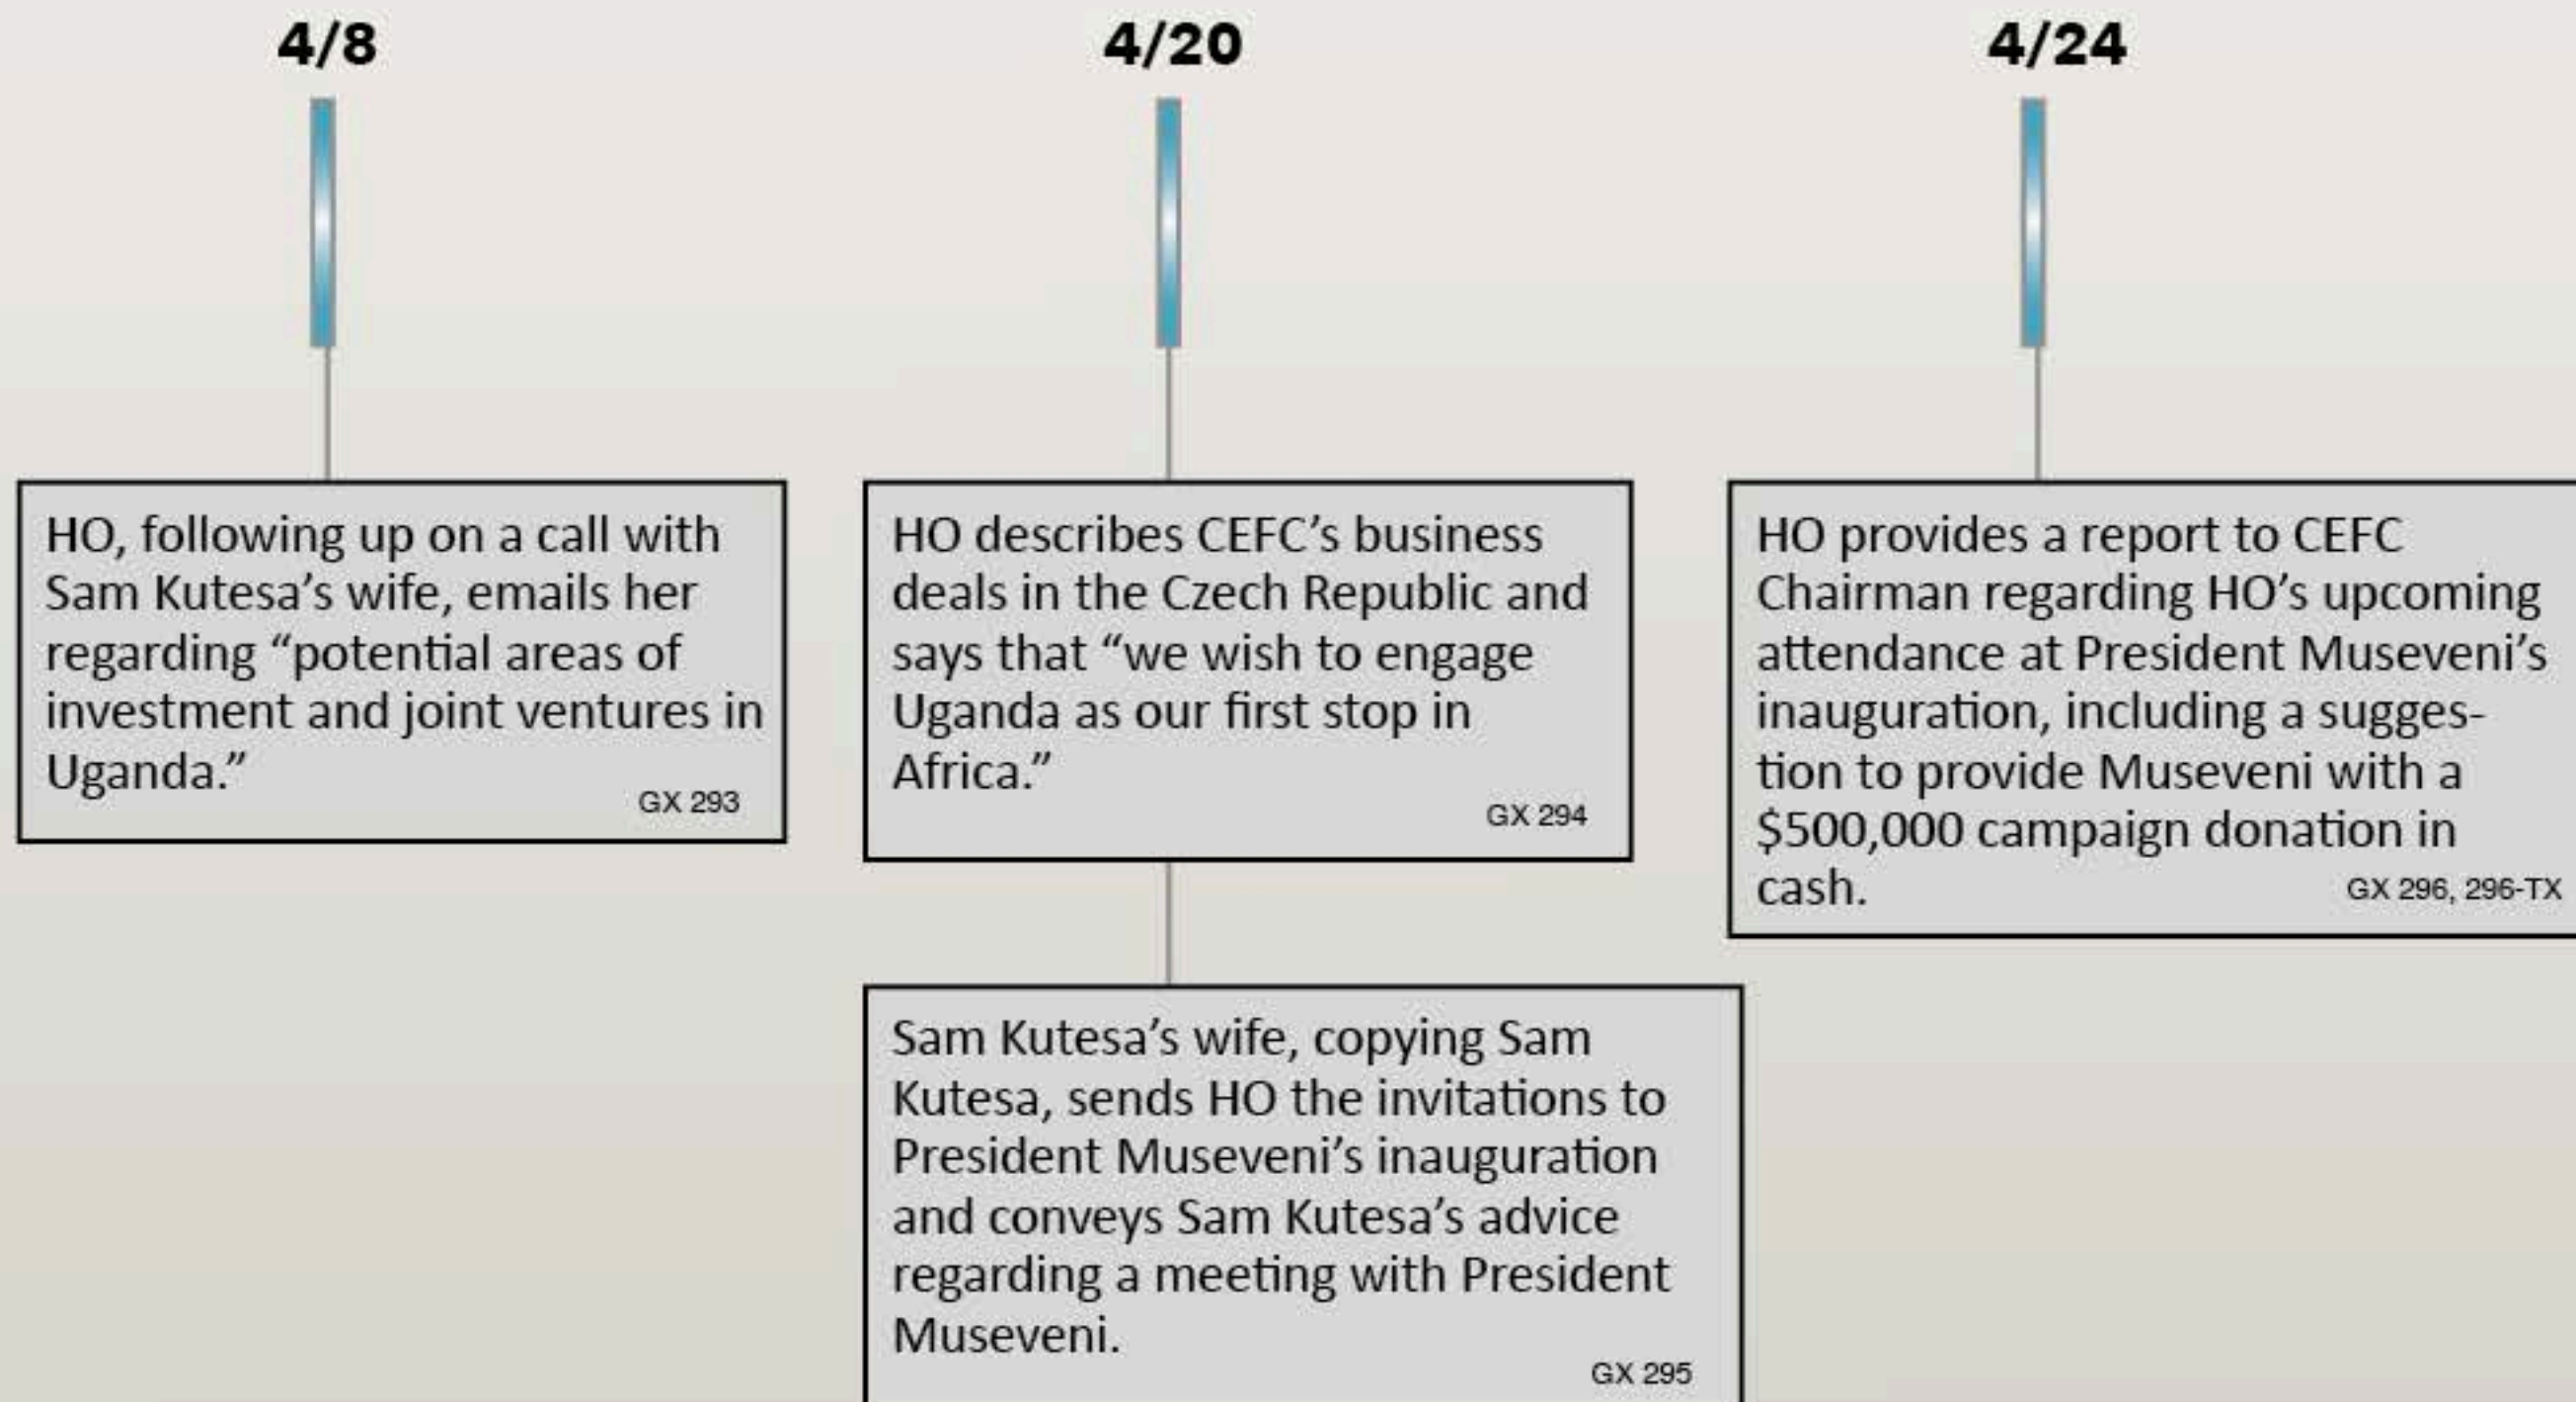 4/8
4/20
4/24
HO, following up on a call with
Sam Kutesa’s wife, emails her
regarding “potential areas of
investment and joint ventures in
Uganda.”
GX 293
HO describes CEFC’s business
deals in the Czech Republic and
says that “we wish to engage
Uganda as our first stop in
Africa.”
GX 294
HO provides a report to CEFC
Chairman regarding HO’s upcoming
attendance at President Museveni’s
inauguration, including a sugges-
tion to provide Museveni with a
$500,000 campaign donation in
cash.
GX 296, 296-TX
Sam Kutesa’s wife, copying Sam
Kutesa, sends HO the invitations to
President Museveni’s inauguration
and conveys Sam Kutesa’s advice
regarding a meeting with President
Museveni.
GX 295